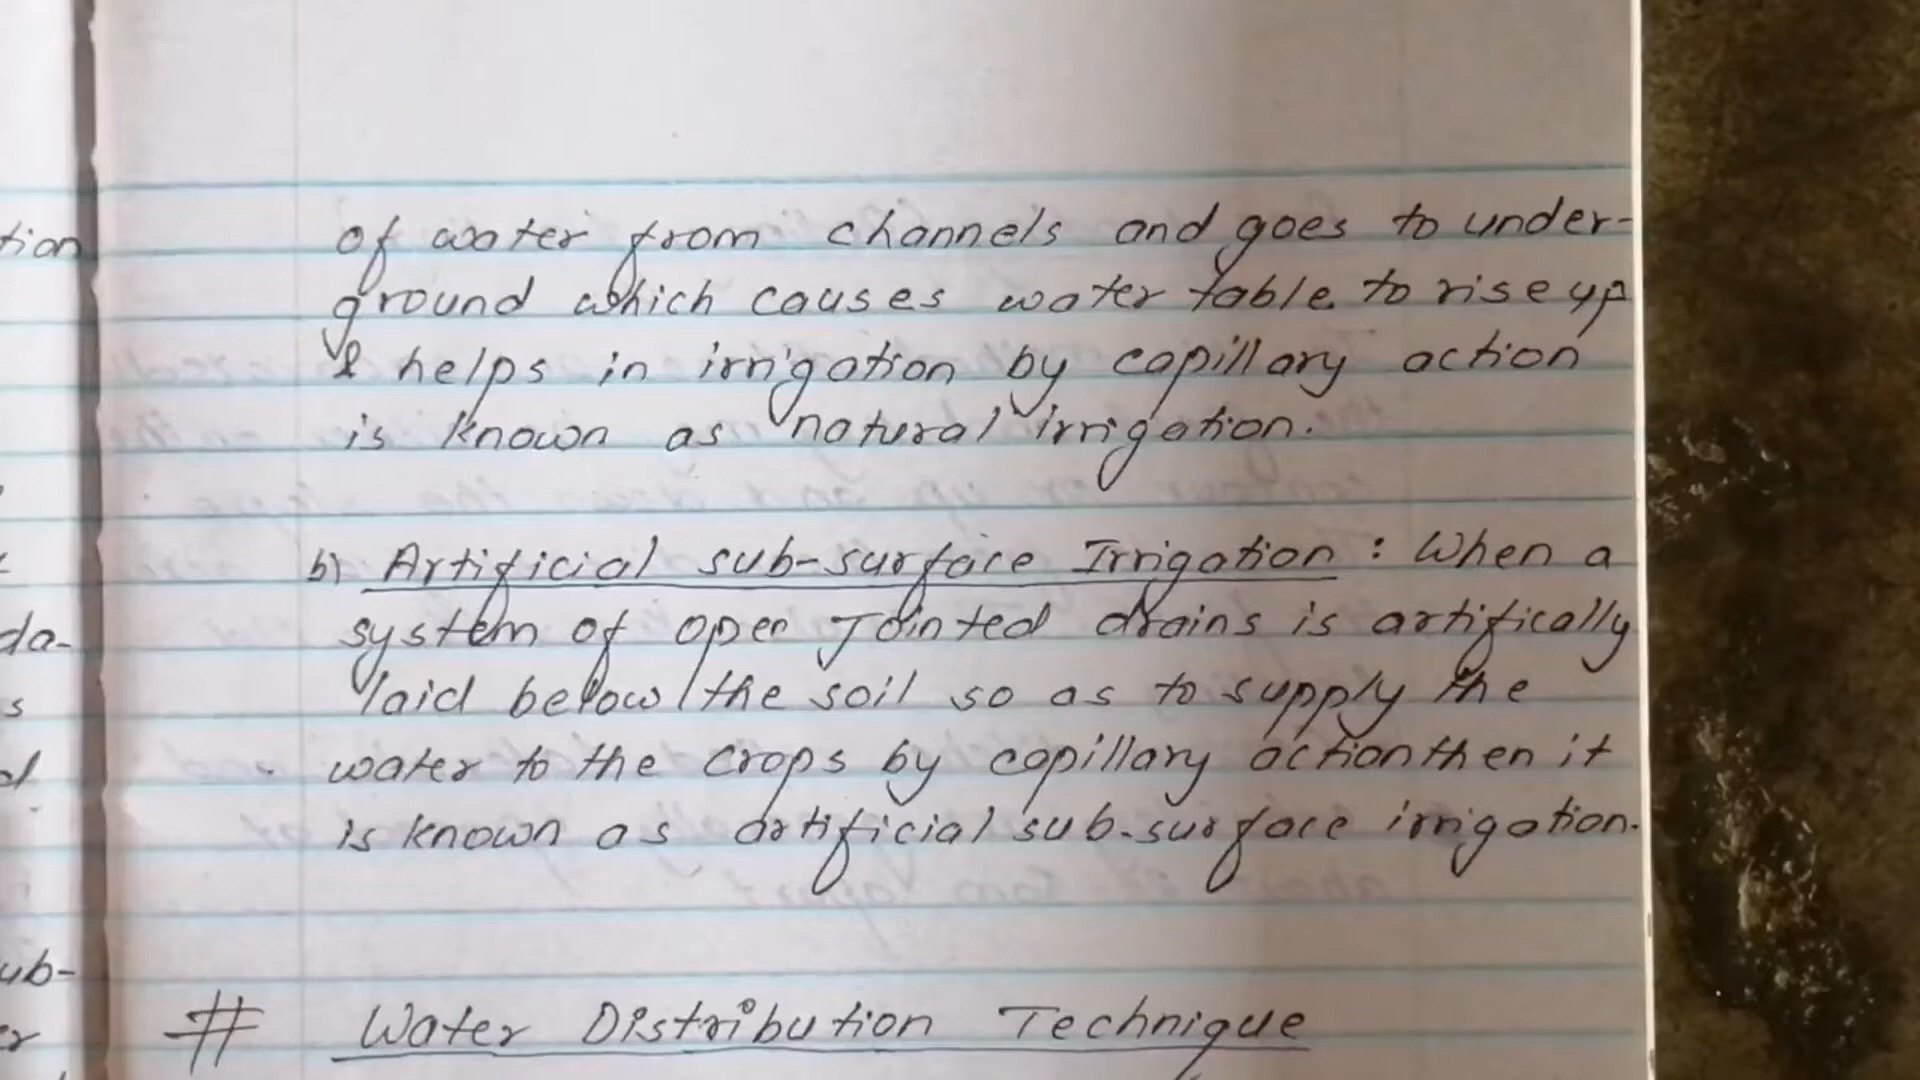 of water from channels and goes to under-
ground which causes water table to rise up
& helps in irrigation by capillary action
is known as natural irrigation.
b) Artificial sub-surface Irrigation : When a
system of open Jointed drains is artifically
laid below the soil so as to supply the
water to the crops by capillary action then it
is known as artificial sub-surface irrigation.
# Water Distribution Technique